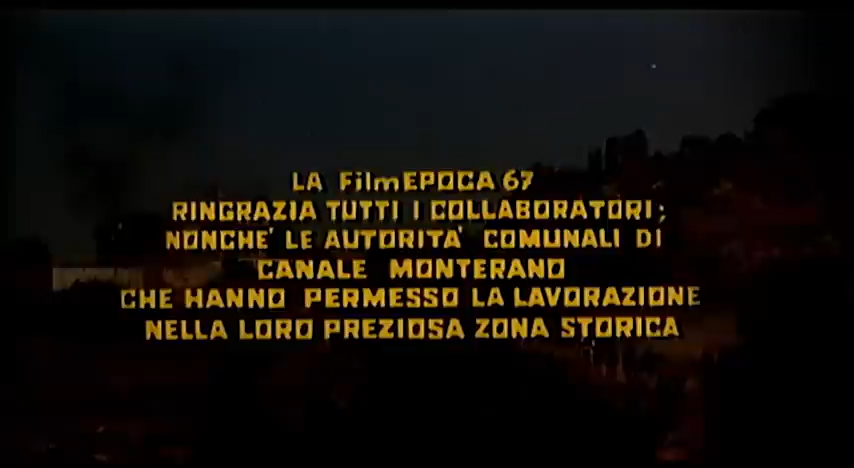 LA FilmEPOCA 67
RINGRAZIA TUTTI I COLLABORATORI;
NONCHE' LE AUTORITA' COMUNALI DI
CANALE MONTERANO
CHE HANNO PERMESSO LA LAVORAZIONE
NELLA LORO PREZIOSA ZONA STORICA